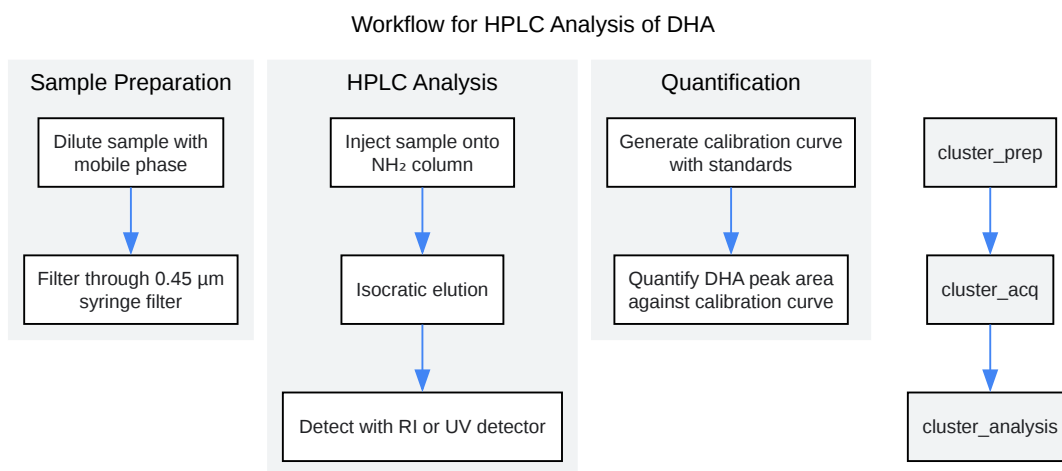 Workflow for HPLC Analysis of DHA
Sample Preparation
Dilute sample with
mobile phase
Filter through 0.45 µm
syringe filter
HPLC Analysis
Inject sample onto
NH₂ column
Isocratic elution
Detect with RI or UV detector
Quantification
Generate calibration curve
with standards
Quantify DHA peak area
against calibration curve
cluster_prep
cluster_acq
cluster_analysis